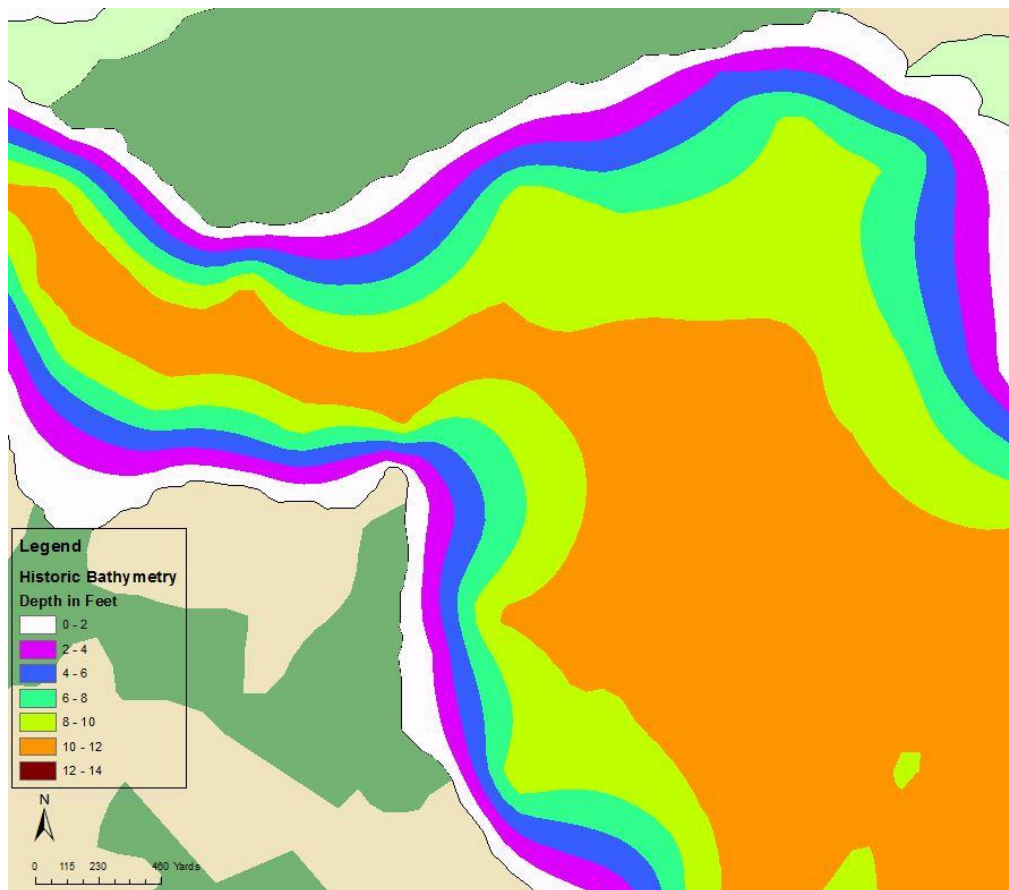 Legend
Historic Bathymetry
Depth in Feet
0 - 2
2 - 4
4 - 6
6 - 8
8 - 10
10 - 12
12 - 14
N
0 115 230 460 Yards